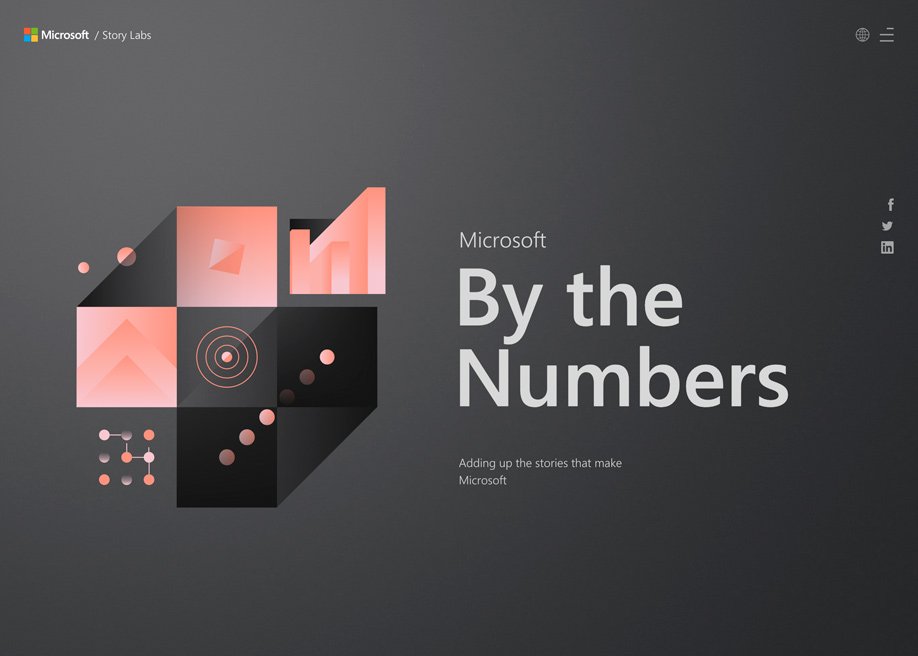 Microsoft / Story Labs
Microsoft
By the
Numbers
Adding up the stories that make
Microsoft